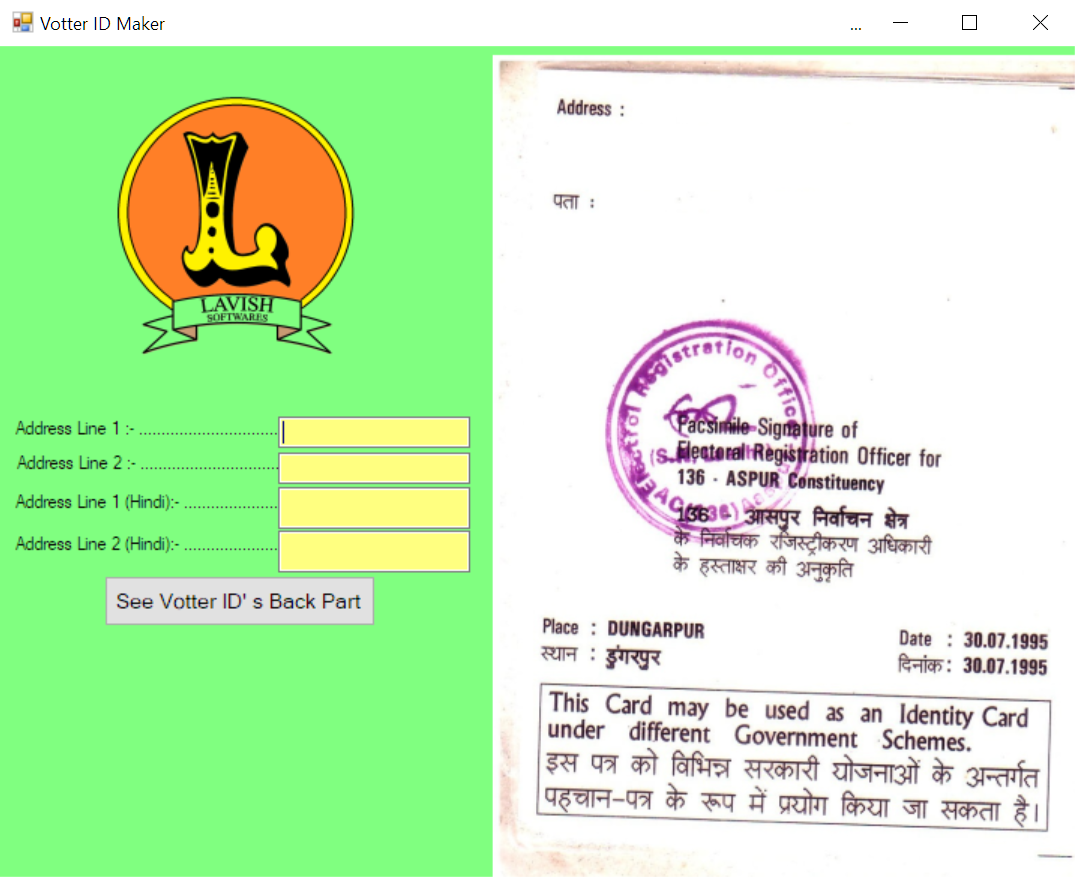 Votter ID Maker
...
LAVISH
SOFTWARES
Address Line 1 :- ..............................
Address Line 2 :- ..............................
Address Line 1 (Hindi):- ....................
Address Line 2 (Hindi):- ....................
See Votter ID' s Back Part
Address :
पता :
Electrol Registration Officer
Facsimile Signature of
Electoral Registration Officer for
136 - ASPUR Constituency
136 आसपुर निर्वाचन क्षेत्र
के निर्वाचक रजिस्ट्रीकरण अधिकारी
के हस्ताक्षर की अनुकृति
Place : DUNGARPUR
Date : 30.07.1995
स्थान : डुंगरपुर
दिनांक : 30.07.1995
This Card may be used as an Identity Card
under different Government Schemes.
इस पत्र को विभिन्न सरकारी योजनाओं के अन्तर्गत
पहचान-पत्र के रूप में प्रयोग किया जा सकता है।